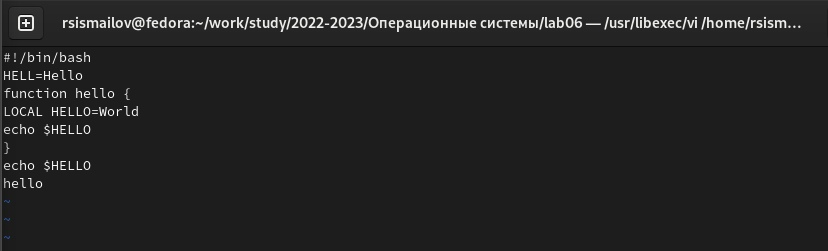 rsismailov@fedora:~/work/study/2022-2023/Операционные системы/lab06 — /usr/libexec/vi /home/rsism...
#!/bin/bash
HELL=Hello
function hello {
LOCAL HELLO=World
echo $HELLO
}
echo $HELLO
hello
~
~
~